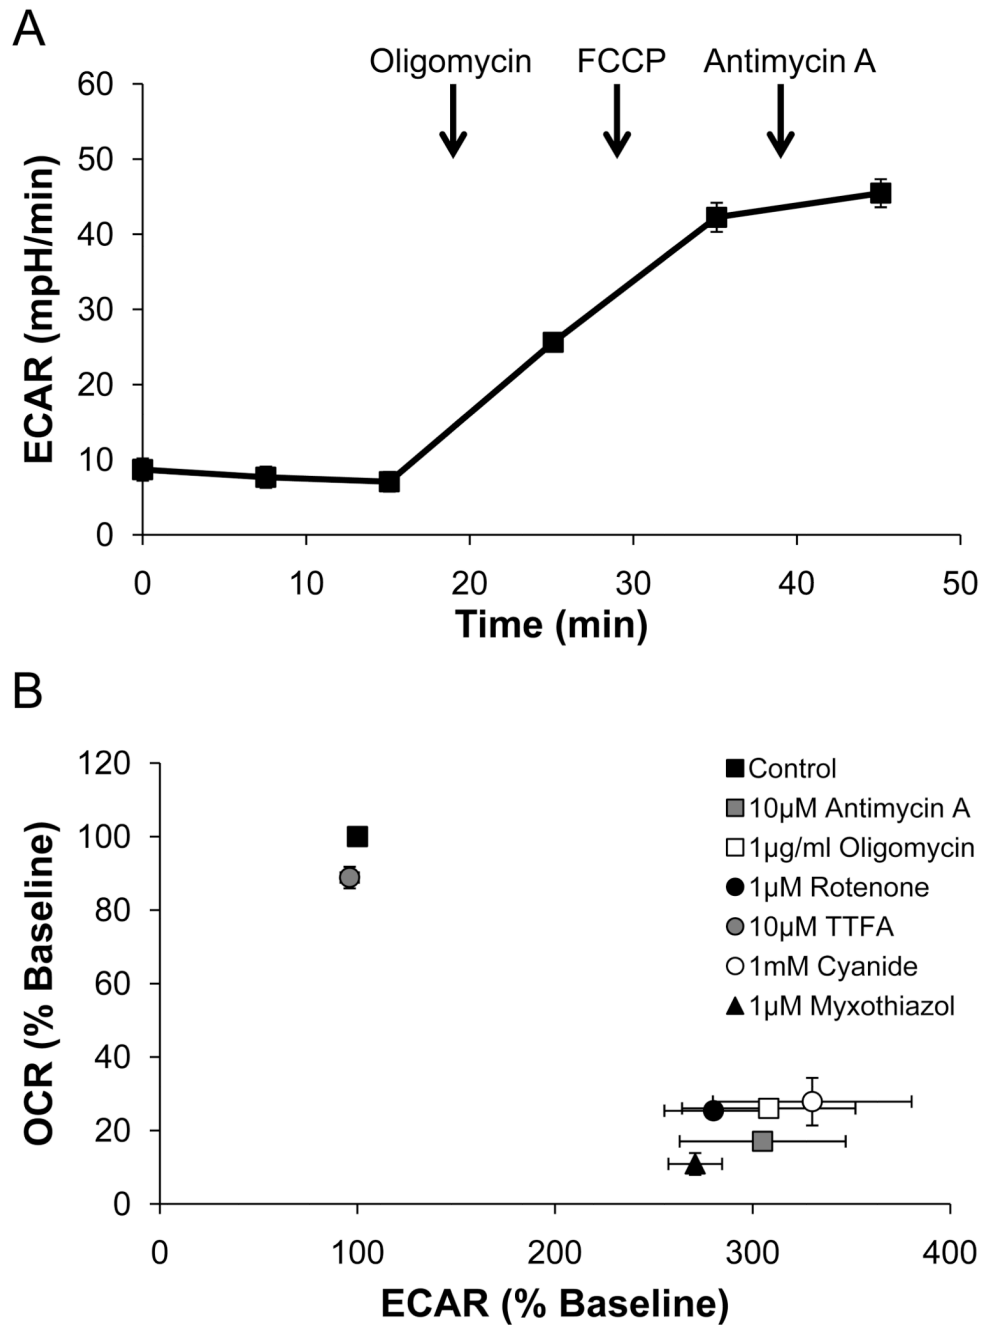 A
Oligomycin FCCP Antimycin A
60
50
40
30
20
10
0
ECAR (mpH/min)
0 10 20 30 40 50
Time (min)
B
120
100
80
60
40
20
0
OCR (% Baseline)
Control
10µM Antimycin A
1µg/ml Oligomycin
1µM Rotenone
10µM TTFA
1mM Cyanide
1µM Myxothiazol
0 100 200 300 400
ECAR (% Baseline)